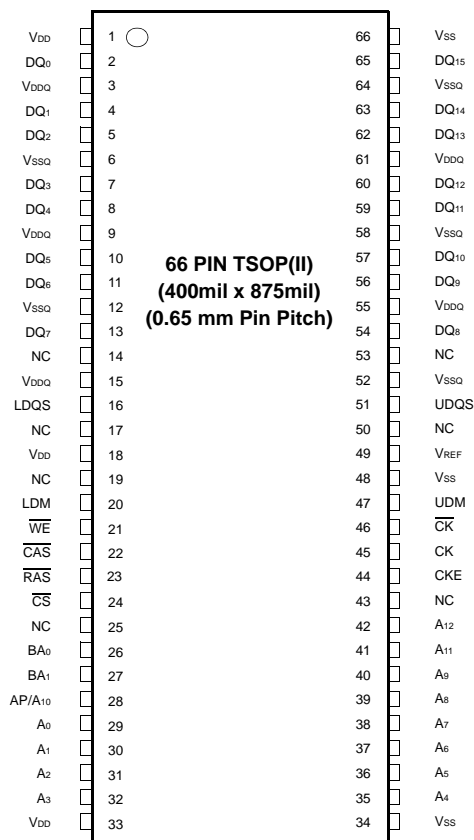 VDD 1 66 VSS
DQ0 2 65 DQ15
VDDQ 3 64 VSSQ
DQ1 4 63 DQ14
DQ2 5 62 DQ13
VSSQ 6 61 VDDQ
DQ3 7 60 DQ12
DQ4 8 59 DQ11
VDDQ 9 58 VSSQ
DQ5 10 57 DQ10
66 PIN TSOP(II)
DQ6 11 56 DQ9
(400mil x 875mil)
VSSQ 12 55 VDDQ
(0.65 mm Pin Pitch)
DQ7 13 54 DQ8
NC 14 53 NC
VDDQ 15 52 VSSQ
LDQS 16 51 UDQS
NC 17 50 NC
VDD 18 49 VREF
NC 19 48 VSS
LDM 20 47 UDM
W̅E̅ 21 46 C̅K̅
C̅A̅S̅ 22 45 CK
R̅A̅S̅ 23 44 CKE
C̅S̅ 24 43 NC
NC 25 42 A12
BA0 26 41 A11
BA1 27 40 A9
AP/A10 28 39 A8
A0 29 38 A7
A1 30 37 A6
A2 31 36 A5
A3 32 35 A4
VDD 33 34 VSS